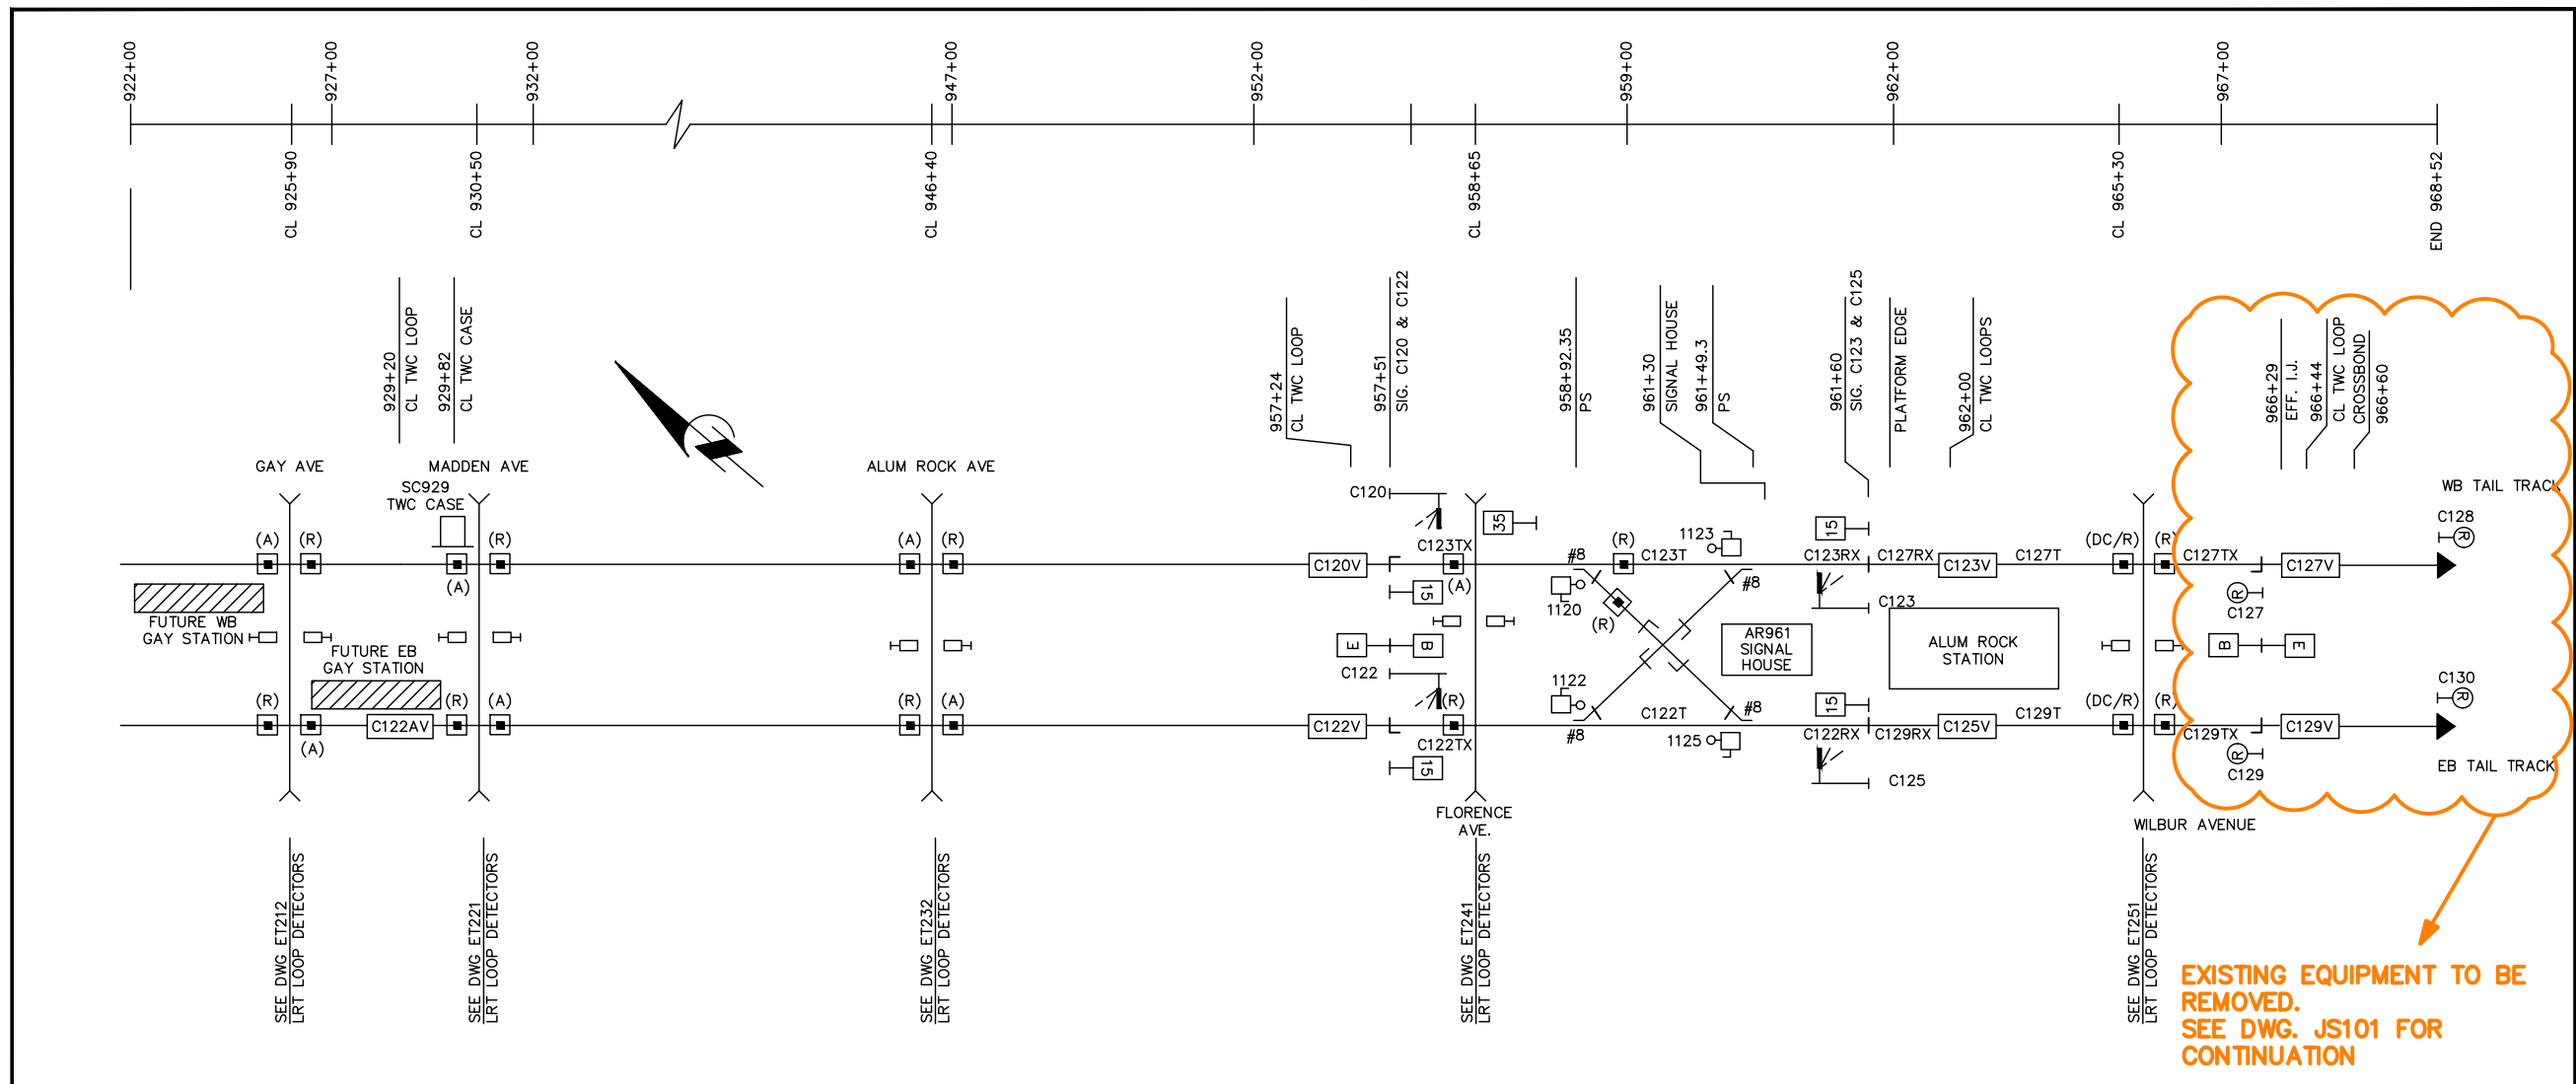 922+00
927+00
932+00
947+00
952+00
959+00
962+00
967+00
CL 925+90
CL 930+50
CL 946+40
CL 958+65
CL 965+30
END 968+52
929+20
CL TWC LOOP
929+82
CL TWC CASE
957+24
CL TWC LOOP
957+51
SIG. C120 & C122
958+92.35
PS
961+30
SIGNAL HOUSE
961+49.3
PS
961+60
SIG. C123 & C125
PLATFORM EDGE
962+00
CL TWC LOOPS
966+29
EFF. I.J.
966+44
CL TWC LOOP
CROSSBOND
966+60
GAY AVE
MADDEN AVE
ALUM ROCK AVE
SC929
TWC CASE
C120
35
WB TAIL TRACK
C128
R
(A)
(R)
(R)
(A)
(A)
(R)
C120V
C123TX
(A)
15
#8
(R)
C123T
1123
15
C123RX
C127RX
C123V
C127T
(DC/R)
(R)
C127TX
C127V
1120
(R)
#8
C123
R
C127
FUTURE WB
GAY STATION
FUTURE EB
GAY STATION
E
B
C122
AR961
SIGNAL
HOUSE
ALUM ROCK
STATION
B
E
C130
R
(R)
(A)
C122AV
(R)
(A)
(R)
(A)
C122V
(R)
C122TX
15
1122
#8
C122T
#8
1125
15
C122RX
C129RX
C125V
C129T
(DC/R)
(R)
C129TX
C129V
R
C129
C125
EB TAIL TRACK
FLORENCE
AVE.
WILBUR AVENUE
SEE DWG ET212
LRT LOOP DETECTORS
SEE DWG ET221
LRT LOOP DETECTORS
SEE DWG ET232
LRT LOOP DETECTORS
SEE DWG ET241
LRT LOOP DETECTORS
SEE DWG ET251
LRT LOOP DETECTORS
EXISTING EQUIPMENT TO BE
REMOVED.
SEE DWG. JS101 FOR
CONTINUATION